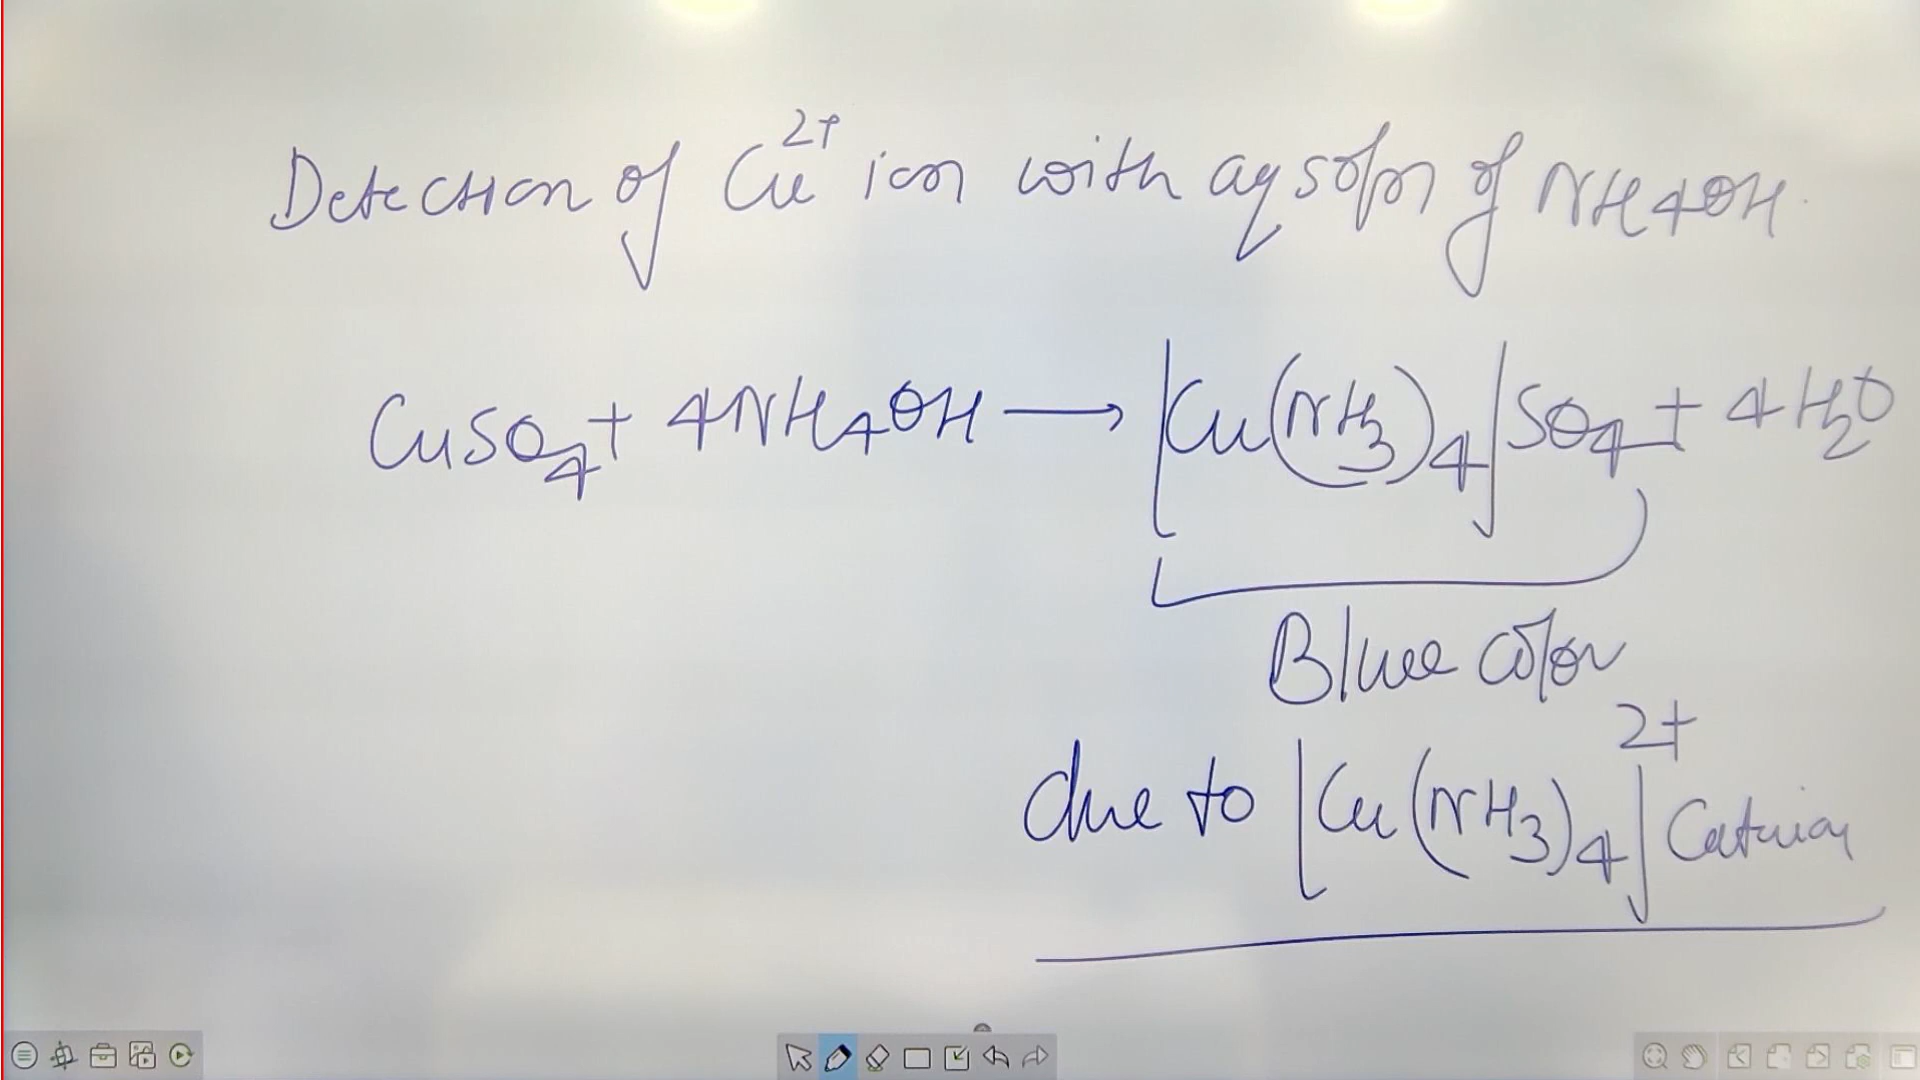 Detection of Cu²⁺ ion with aq soln of NH₄OH.
CuSO₄ + 4NH₄OH → [Cu(NH₃)₄]SO₄ + 4H₂O
Blue color
due to [Cu(NH₃)₄]²⁺ Cation